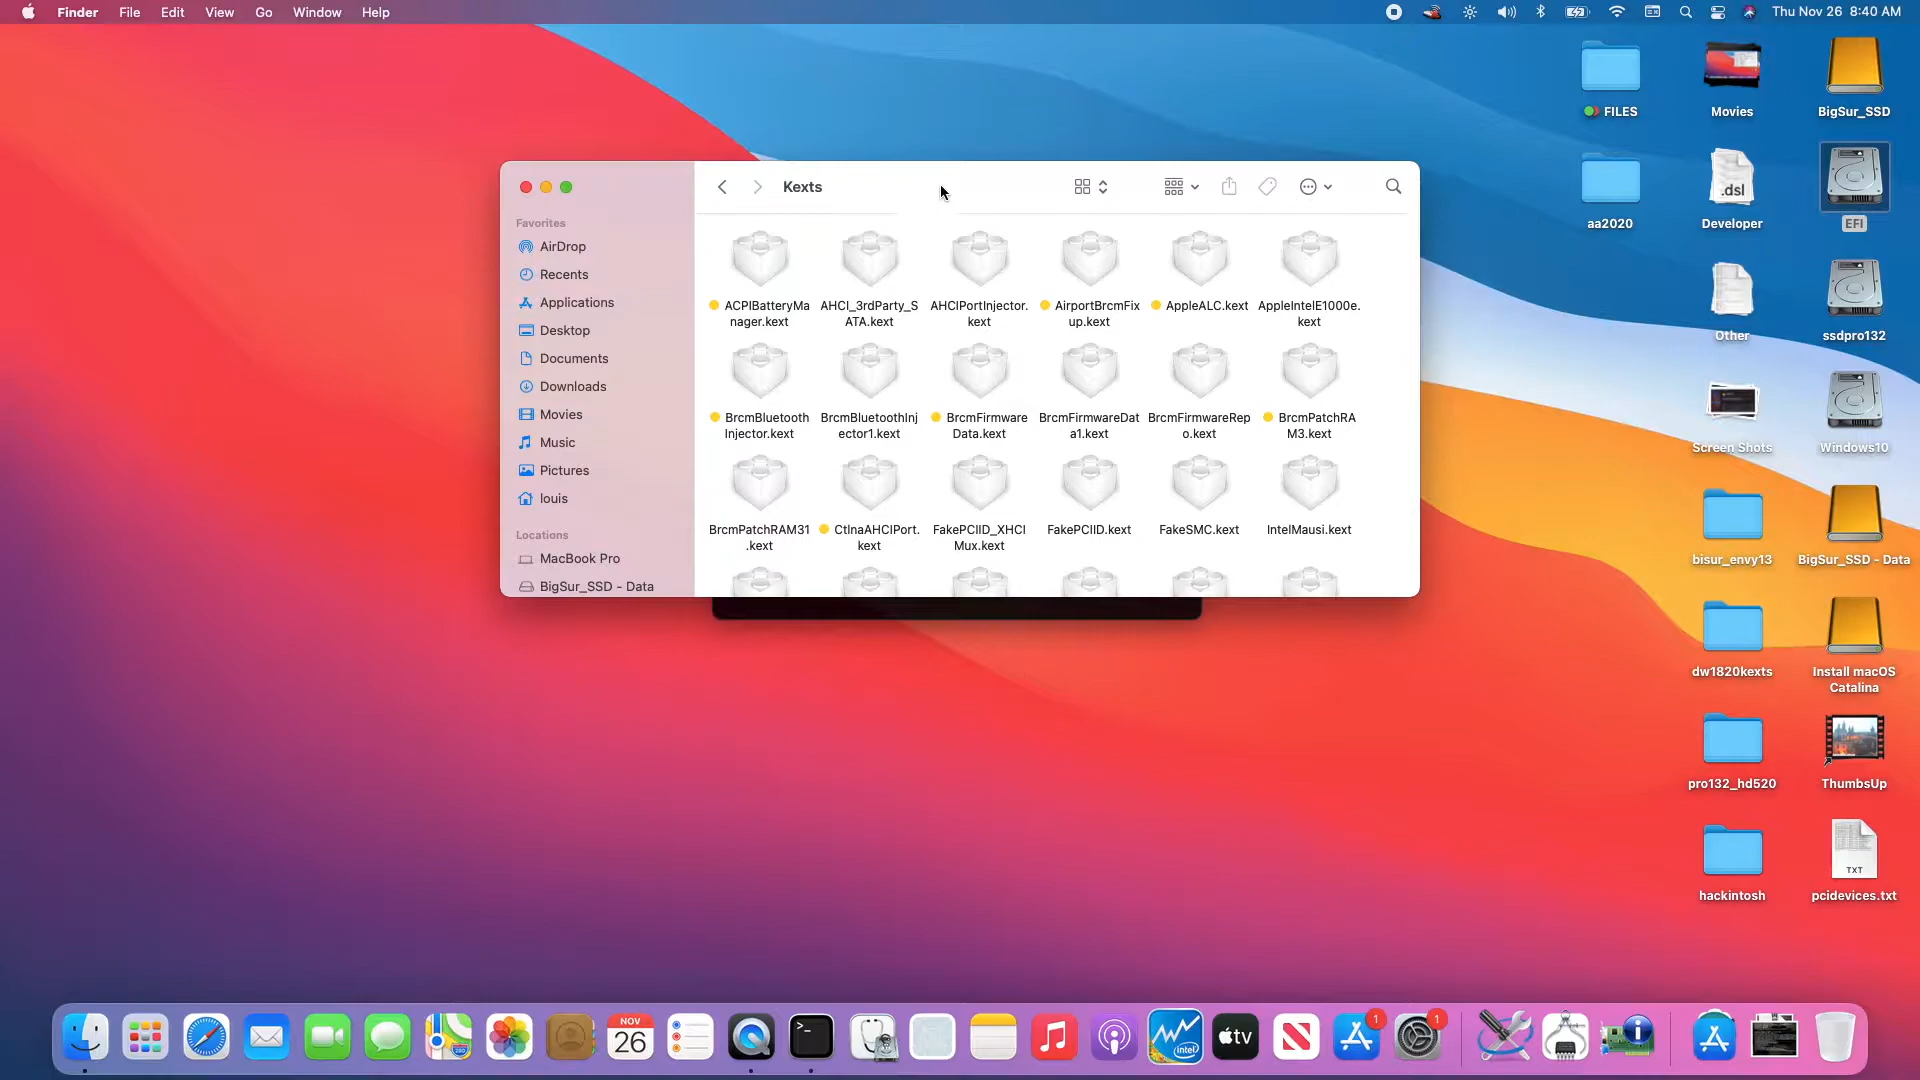 Finder File Edit View Go Window Help
Thu Nov 26 8:40 AM
Kexts
Favorites
AirDrop
Recents
Applications
Desktop
Documents
Downloads
Movies
Music
Pictures
louis
Locations
MacBook Pro
BigSur_SSD - Data
ACPIBatteryMa
nager.kext
AHCI_3rdParty_S
ATA.kext
AHCIPortInjector.
kext
AirportBrcmFix
up.kext
AppleALC.kext
AppleIntelE1000e.
kext
BrcmBluetooth
Injector.kext
BrcmBluetoothInj
ector1.kext
BrcmFirmware
Data.kext
BrcmFirmwareDat
a1.kext
BrcmFirmwareRep
o.kext
BrcmPatchRA
M3.kext
BrcmPatchRAM31
.kext
CtlnaAHCIPort.
kext
FakePCIID_XHCI
Mux.kext
FakePCIID.kext
FakeSMC.kext
IntelMausi.kext
FILES
Movies
BigSur_SSD
aa2020
.dsl
Developer
EFI
Other
ssdpro132
Screen Shots
Windows10
bisur_envy13
BigSur_SSD - Data
dw1820kexts
Install macOS
Catalina
pro132_hd520
ThumbsUp
hackintosh
TXT
pcidevices.txt
NOV
26
280
>_
intel
tv
1
1